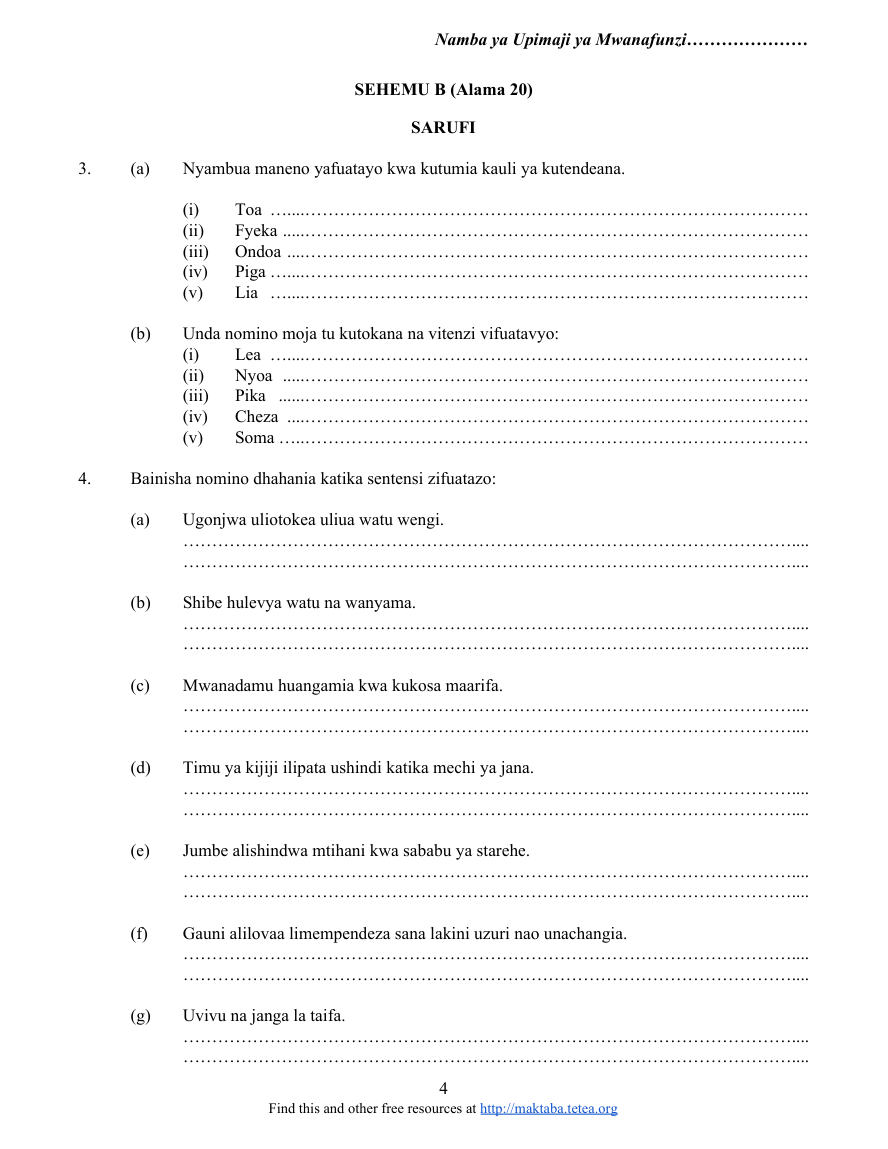 Namba ya Upimaji ya Mwanafunzi…………………
SEHEMU B (Alama 20)
SARUFI
3. (a) Nyambua maneno yafuatayo kwa kutumia kauli ya kutendeana.
(i) Toa …....……………………………………………………………………………
(ii) Fyeka .....……………………………………………………………………………
(iii) Ondoa ....……………………………………………………………………………
(iv) Piga …....……………………………………………………………………………
(v) Lia …....……………………………………………………………………………
(b) Unda nomino moja tu kutokana na vitenzi vifuatavyo:
(i) Lea …....……………………………………………………………………………
(ii) Nyoa .....……………………………………………………………………………
(iii) Pika ......……………………………………………………………………………
(iv) Cheza ....……………………………………………………………………………
(v) Soma …..……………………………………………………………………………
4. Bainisha nomino dhahania katika sentensi zifuatazo:
(a) Ugonjwa uliotokea uliua watu wengi.
……………………………………………………………………………………………....
……………………………………………………………………………………………....
(b) Shibe hulevya watu na wanyama.
……………………………………………………………………………………………....
……………………………………………………………………………………………....
(c) Mwanadamu huangamia kwa kukosa maarifa.
……………………………………………………………………………………………....
……………………………………………………………………………………………....
(d) Timu ya kijiji ilipata ushindi katika mechi ya jana.
……………………………………………………………………………………………....
……………………………………………………………………………………………....
(e) Jumbe alishindwa mtihani kwa sababu ya starehe.
……………………………………………………………………………………………....
……………………………………………………………………………………………....
(f) Gauni alilovaa limempendeza sana lakini uzuri nao unachangia.
……………………………………………………………………………………………....
……………………………………………………………………………………………....
(g) Uvivu na janga la taifa.
……………………………………………………………………………………………....
……………………………………………………………………………………………....
4
Find this and other free resources at http://maktaba.tetea.org